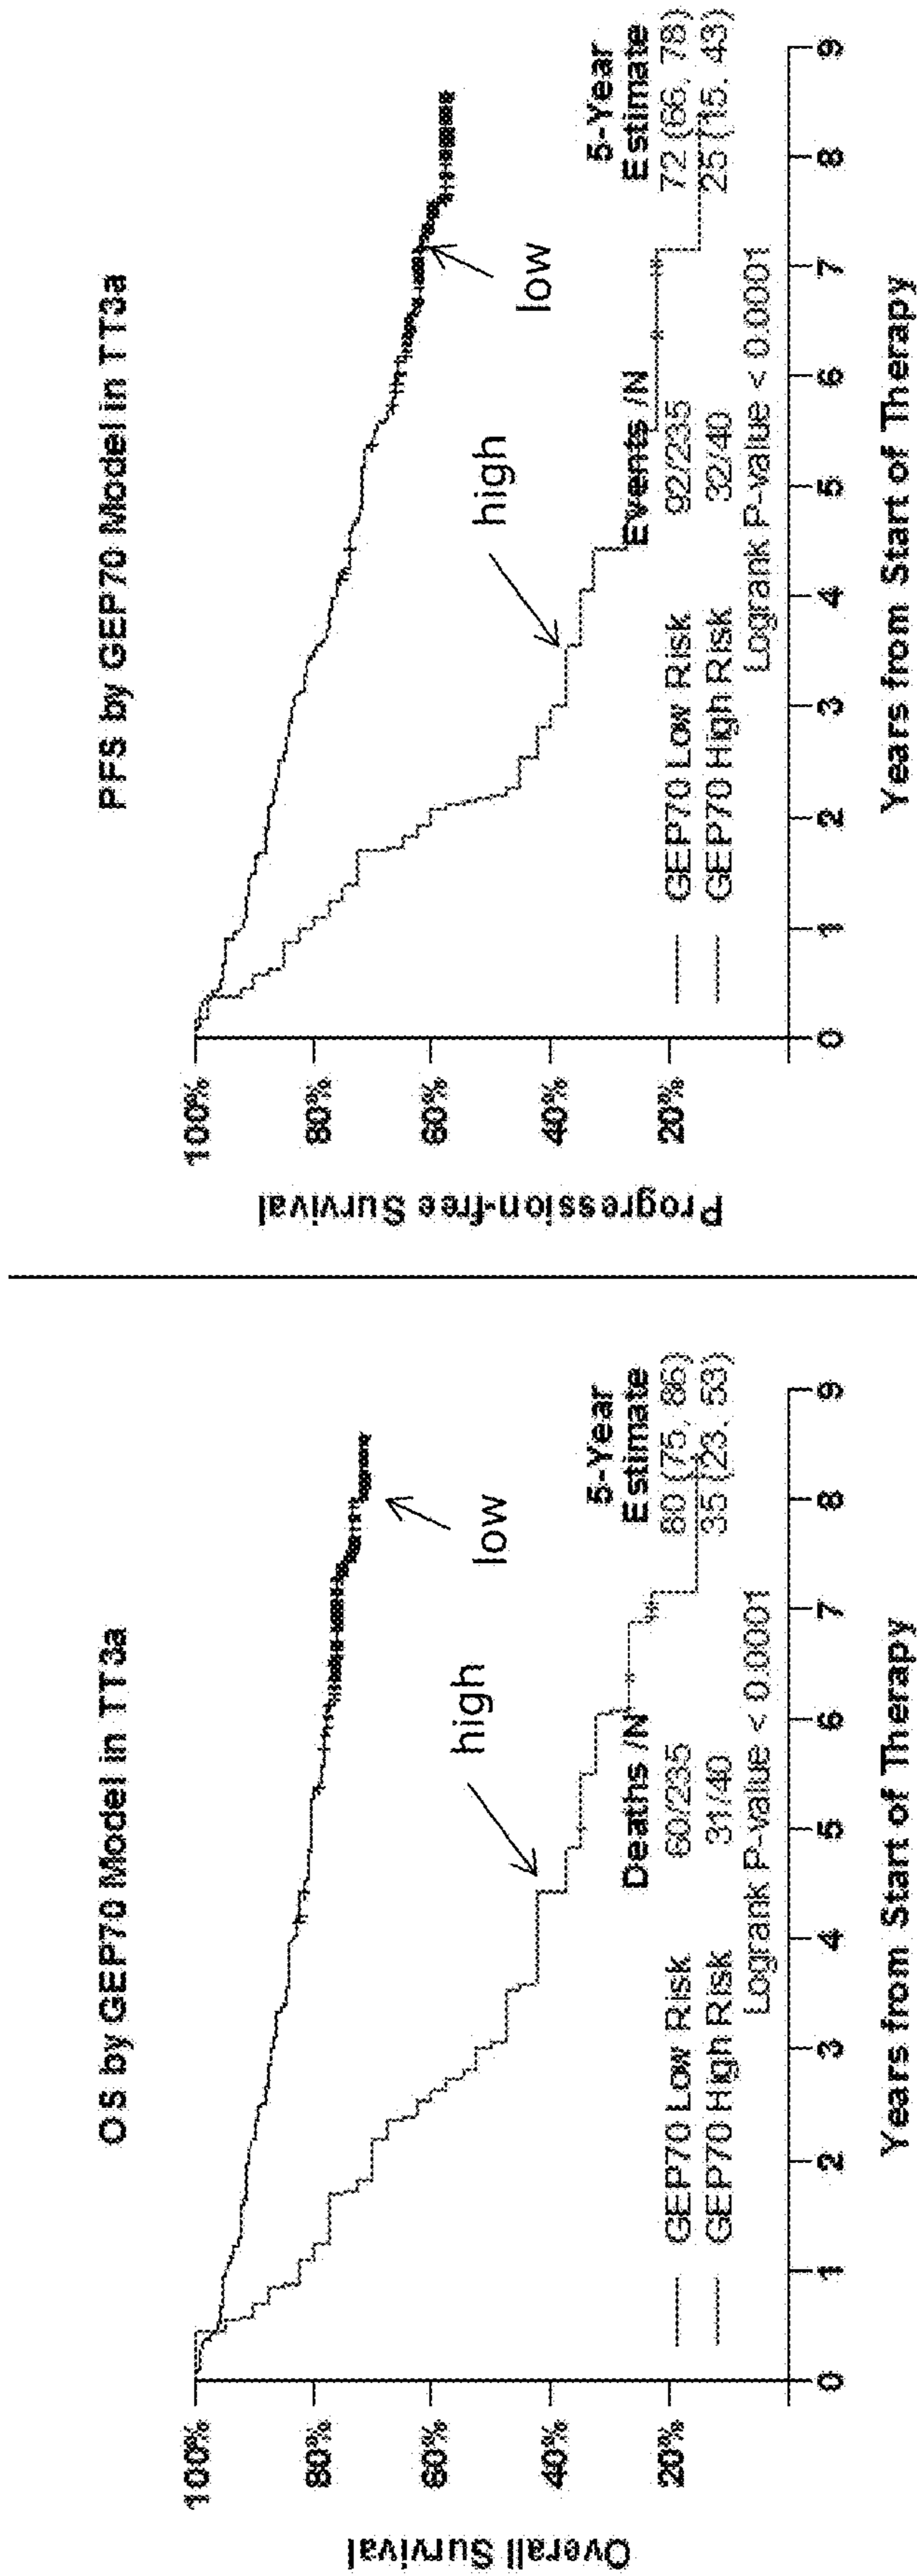 OS by GEP70 Model in TT3a
Overall Survival
100%
80%
60%
40%
20%
high
low
Deaths /N
5-Year
Estimate
GEP70 Low Risk 60/235 80 (75, 86)
GEP70 High Risk 31/40 35 (23, 53)
Logrank P-value < 0.0001
0 1 2 3 4 5 6 7 8 9
Years from Start of Therapy
PFS by GEP70 Model in TT3a
Progression-free Survival
100%
80%
60%
40%
20%
high
low
Events /N
5-Year
Estimate
GEP70 Low Risk 92/235 72 (66, 78)
GEP70 High Risk 32/40 25 (15, 43)
Logrank P-value < 0.0001
0 1 2 3 4 5 6 7 8 9
Years from Start of Therapy